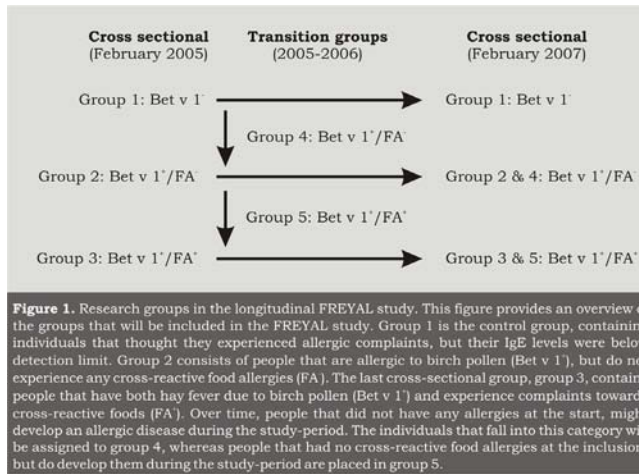 Cross sectional Transition groups Cross sectional
(February 2005) (2005-2006) (February 2007)
Group 1: Bet v 1⁻ Group 1: Bet v 1⁻
Group 4: Bet v 1⁺/FA⁻
Group 2: Bet v 1⁺/FA⁻ Group 2 & 4: Bet v 1⁺/FA⁻
Group 5: Bet v 1⁺/FA⁺
Group 3: Bet v 1⁺/FA⁺ Group 3 & 5: Bet v 1⁺/FA⁺
Figure 1. Research groups in the longitudinal FREYAL study. This figure provides an overview o
the groups that will be included in the FREYAL study. Group 1 is the control group, containin
individuals that thought they experienced allergic complaints, but their IgE levels were below
detection limit. Group 2 consists of people that are allergic to birch pollen (Bet v 1⁺), but do no
experience any cross-reactive food allergies (FA⁻). The last cross-sectional group, group 3, contain
people that have both hay fever due to birch pollen (Bet v 1⁺) and experience complaints toward
cross-reactive foods (FA⁺). Over time, people that did not have any allergies at the start, migh
develop an allergic disease during the study-period. The individuals that fall into this category wi
be assigned to group 4, whereas people that had no cross-reactive food allergies at the inclusion
but do develop them during the study-period are placed in group 5.